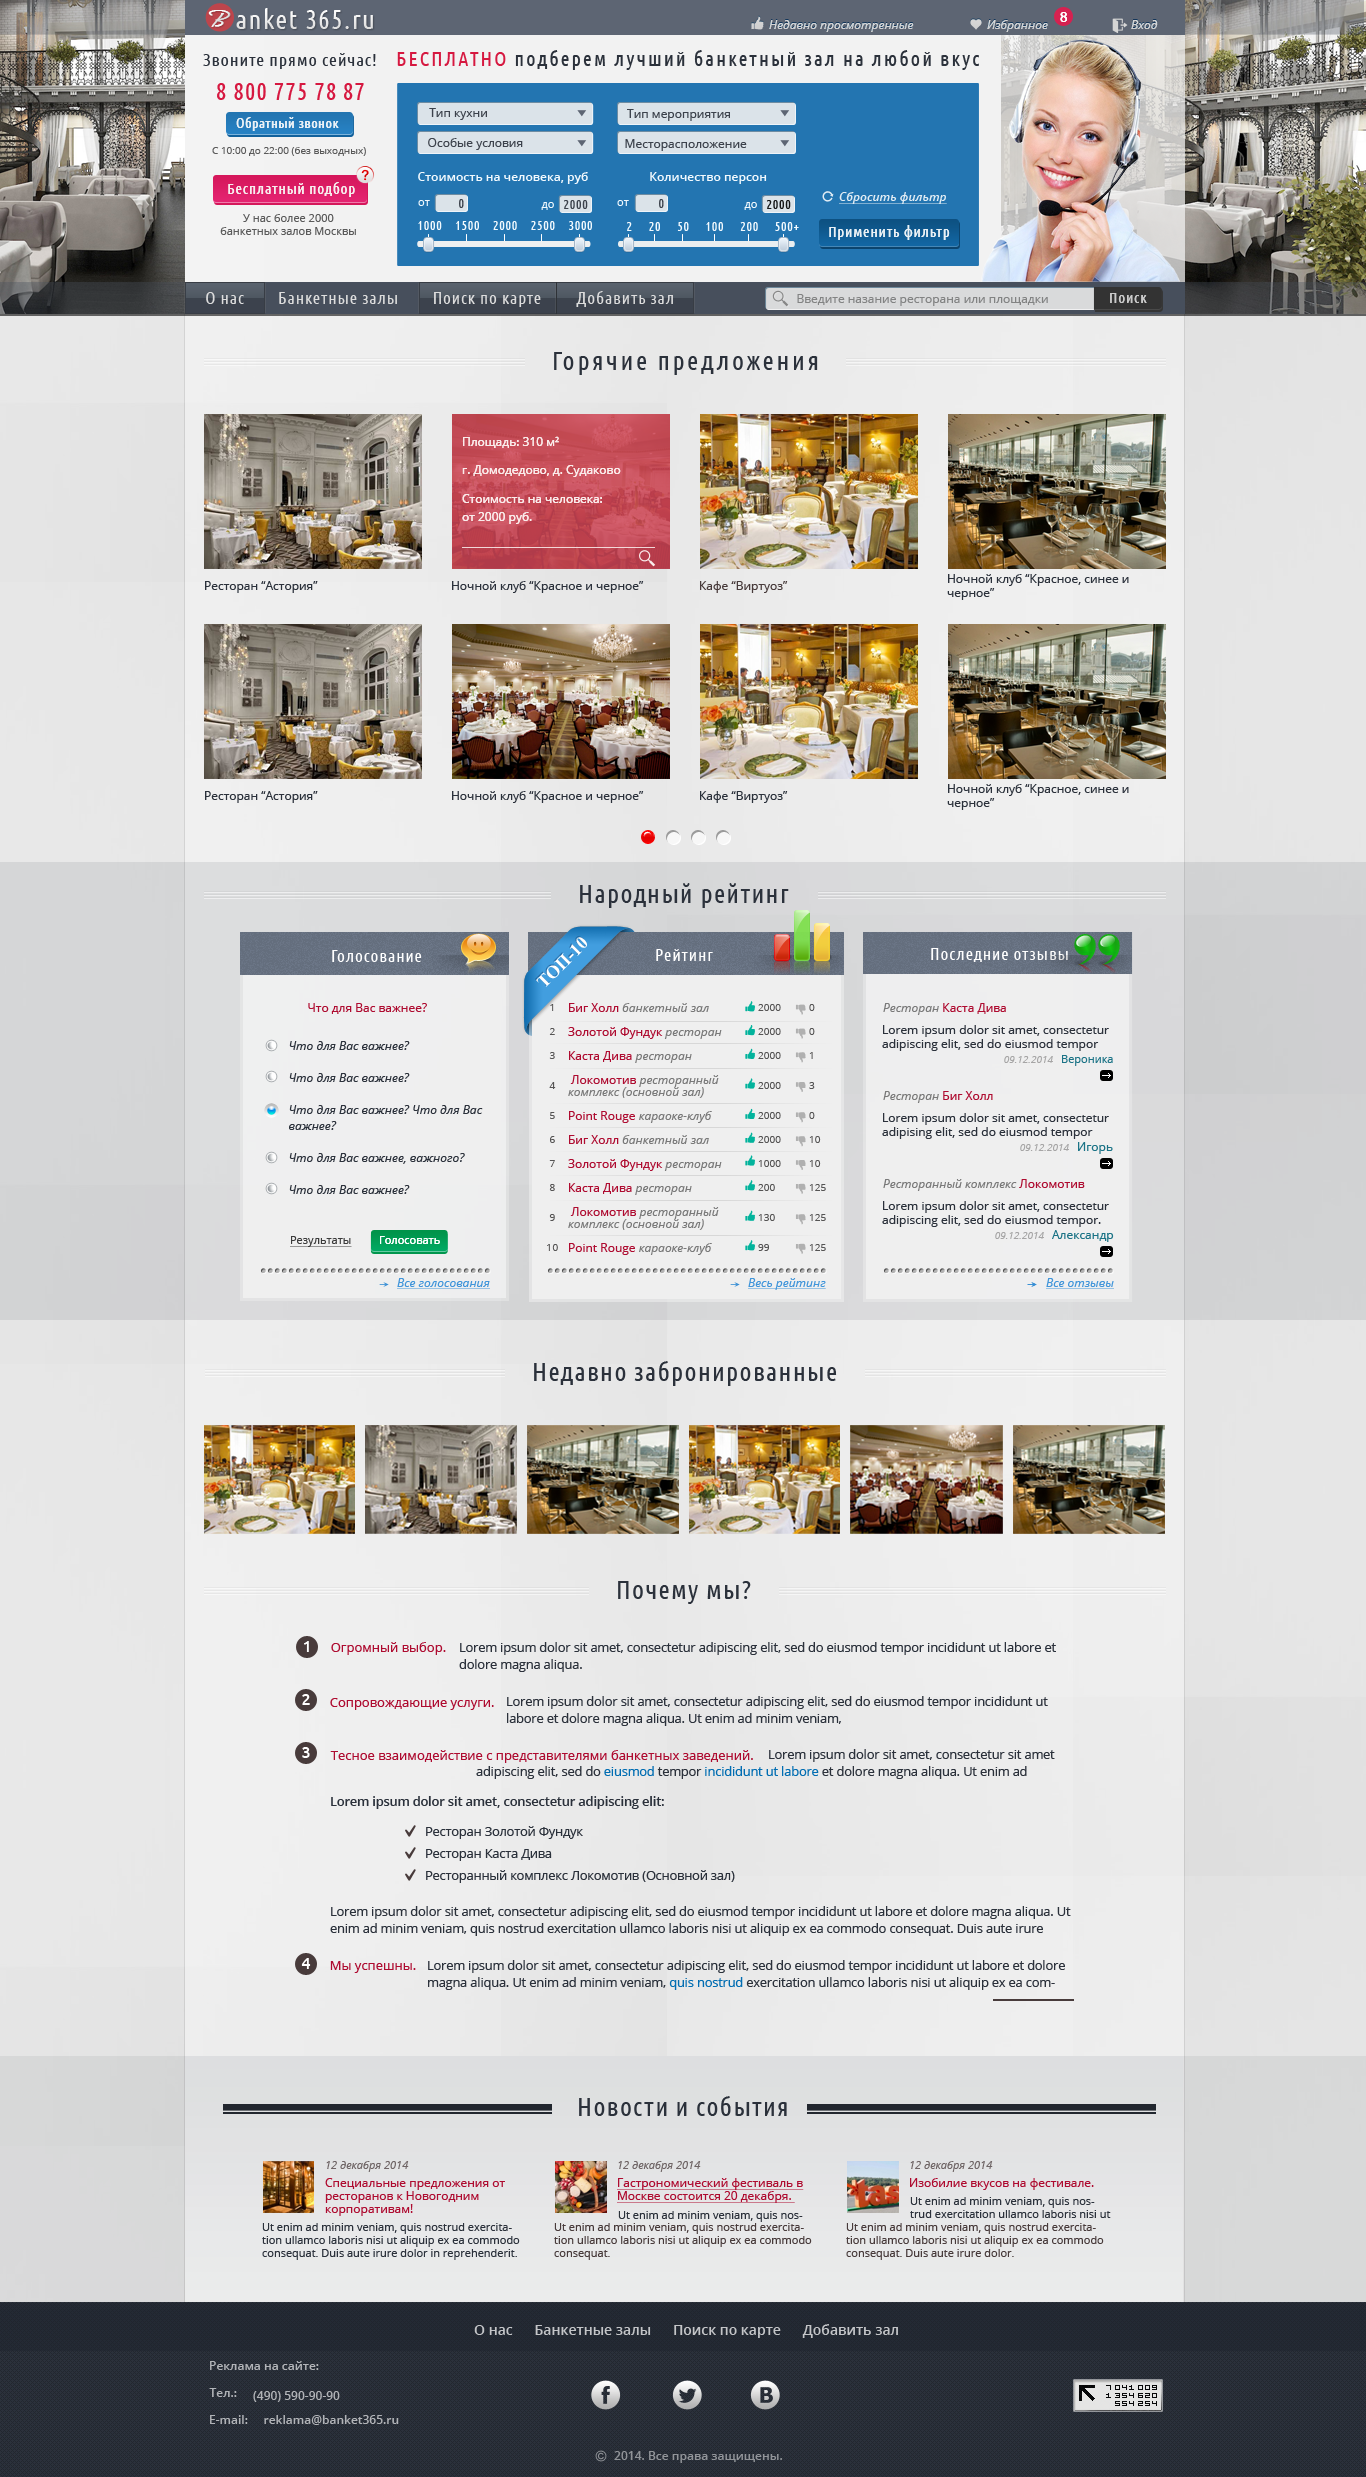 Banket 365.ru
Недавно просмотренные
Избранное 8
Вход
Звоните прямо сейчас!
8 800 775 78 87
Обратный звонок
С 10:00 до 22:00 (без выходных)
Бесплатный подбор ?
У нас более 2000
банкетных залов Москвы
БЕСПЛАТНО подберем лучший банкетный зал на любой вкус
Тип кухни
Тип мероприятия
Особые условия
Месторасположение
Стоимость на человека, руб
Количество персон
от 0 до 2000
от 0 до 2000
1000 1500 2000 2500 3000
2 20 50 100 200 500+
Сбросить фильтр
Применить фильтр
О нас
Банкетные залы
Поиск по карте
Добавить зал
Введите назание ресторана или площадки
Поиск
Горячие предложения
Площадь: 310 м²
г. Домодедово, д. Судаково
Стоимость на человека:
от 2000 руб.
Ресторан “Астория”
Ночной клуб “Красное и черное”
Кафе “Виртуоз”
Ночной клуб “Красное, синее и
черное”
Ресторан “Астория”
Ночной клуб “Красное и черное”
Кафе “Виртуоз”
Ночной клуб “Красное, синее и
черное”
Народный рейтинг
Голосование
Что для Вас важнее?
Что для Вас важнее?
Что для Вас важнее?
Что для Вас важнее? Что для Вас
важнее?
Что для Вас важнее, важного?
Что для Вас важнее?
Результаты
Голосовать
Все голосования
ТОП-10
Рейтинг
1 Биг Холл банкетный зал 2000 0
2 Золотой Фундук ресторан 2000 0
3 Каста Дива ресторан 2000 1
4 Локомотив ресторанный
комплекс (основной зал) 2000 3
5 Point Rouge караоке-клуб 2000 0
6 Биг Холл банкетный зал 2000 10
7 Золотой Фундук ресторан 1000 10
8 Каста Дива ресторан 200 125
9 Локомотив ресторанный
комплекс (основной зал) 130 125
10 Point Rouge караоке-клуб 99 125
Весь рейтинг
Последние отзывы
Ресторан Каста Дива
Lorem ipsum dolor sit amet, consectetur
adipiscing elit, sed do eiusmod tempor
09.12.2014 Вероника
Ресторан Биг Холл
Lorem ipsum dolor sit amet, consectetur
adipising elit, sed do eiusmod tempor
09.12.2014 Игорь
Ресторанный комплекс Локомотив
Lorem ipsum dolor sit amet, consectetur
adipiscing elit, sed do eiusmod tempor.
09.12.2014 Александр
Все отзывы
Недавно забронированные
Почему мы?
1 Огромный выбор. Lorem ipsum dolor sit amet, consectetur adipiscing elit, sed do eiusmod tempor incididunt ut labore et
dolore magna aliqua.
2 Сопровождающие услуги. Lorem ipsum dolor sit amet, consectetur adipiscing elit, sed do eiusmod tempor incididunt ut
labore et dolore magna aliqua. Ut enim ad minim veniam,
3 Тесное взаимодействие с представителями банкетных заведений. Lorem ipsum dolor sit amet, consectetur sit amet
adipiscing elit, sed do eiusmod tempor incididunt ut labore et dolore magna aliqua. Ut enim ad
Lorem ipsum dolor sit amet, consectetur adipiscing elit:
Ресторан Золотой Фундук
Ресторан Каста Дива
Ресторанный комплекс Локомотив (Основной зал)
Lorem ipsum dolor sit amet, consectetur adipiscing elit, sed do eiusmod tempor incididunt ut labore et dolore magna aliqua. Ut
enim ad minim veniam, quis nostrud exercitation ullamco laboris nisi ut aliquip ex ea commodo consequat. Duis aute irure
4 Мы успешны. Lorem ipsum dolor sit amet, consectetur adipiscing elit, sed do eiusmod tempor incididunt ut labore et dolore
magna aliqua. Ut enim ad minim veniam, quis nostrud exercitation ullamco laboris nisi ut aliquip ex ea com-
Новости и события
12 декабря 2014
Специальные предложения от
ресторанов к Новогодним
корпоративам!
Ut enim ad minim veniam, quis nostrud exercita-
tion ullamco laboris nisi ut aliquip ex ea commodo
consequat. Duis aute irure dolor in reprehenderit.
12 декабря 2014
Гастрономический фестиваль в
Москве состоится 20 декабря.
Ut enim ad minim veniam, quis nos-
Ut enim ad minim veniam, quis nostrud exercita-
tion ullamco laboris nisi ut aliquip ex ea commodo
consequat.
tas
12 декабря 2014
Изобилие вкусов на фестивале.
Ut enim ad minim veniam, quis nos-
trud exercitation ullamco laboris nisi ut
Ut enim ad minim veniam, quis nostrud exercita-
tion ullamco laboris nisi ut aliquip ex ea commodo
consequat. Duis aute irure dolor.
О нас
Банкетные залы
Поиск по карте
Добавить зал
Реклама на сайте:
Тел.: (490) 590-90-90
E-mail: reklama@banket365.ru
f
В
7 041 009
1 354 620
554 254
© 2014. Все права защищены.